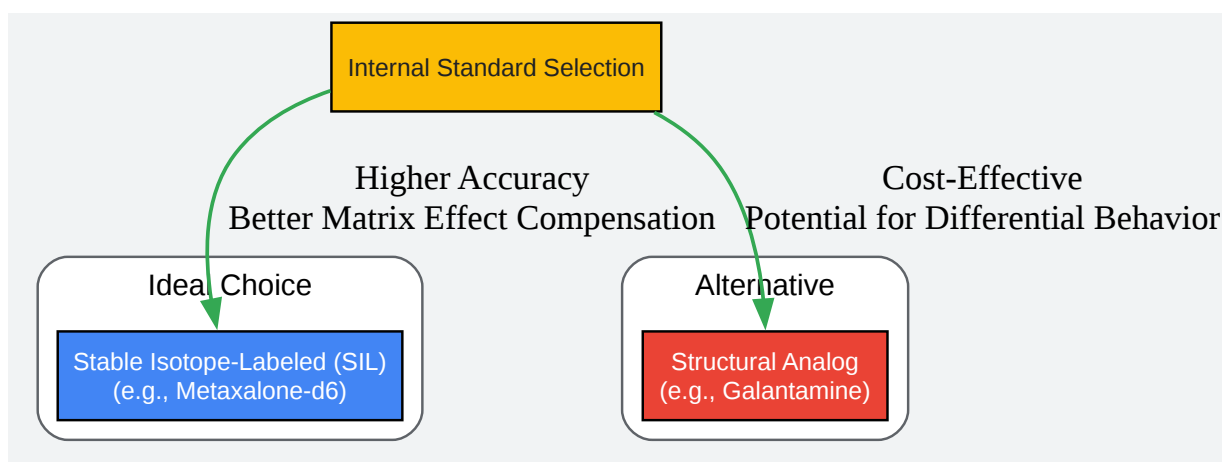 Internal Standard Selection
Higher Accuracy
Better Matrix Effect Compensation
Cost-Effective
Potential for Differential Behavior
Ideal Choice
Stable Isotope-Labeled (SIL)
(e.g., Metaxalone-d6)
Alternative
Structural Analog
(e.g., Galantamine)